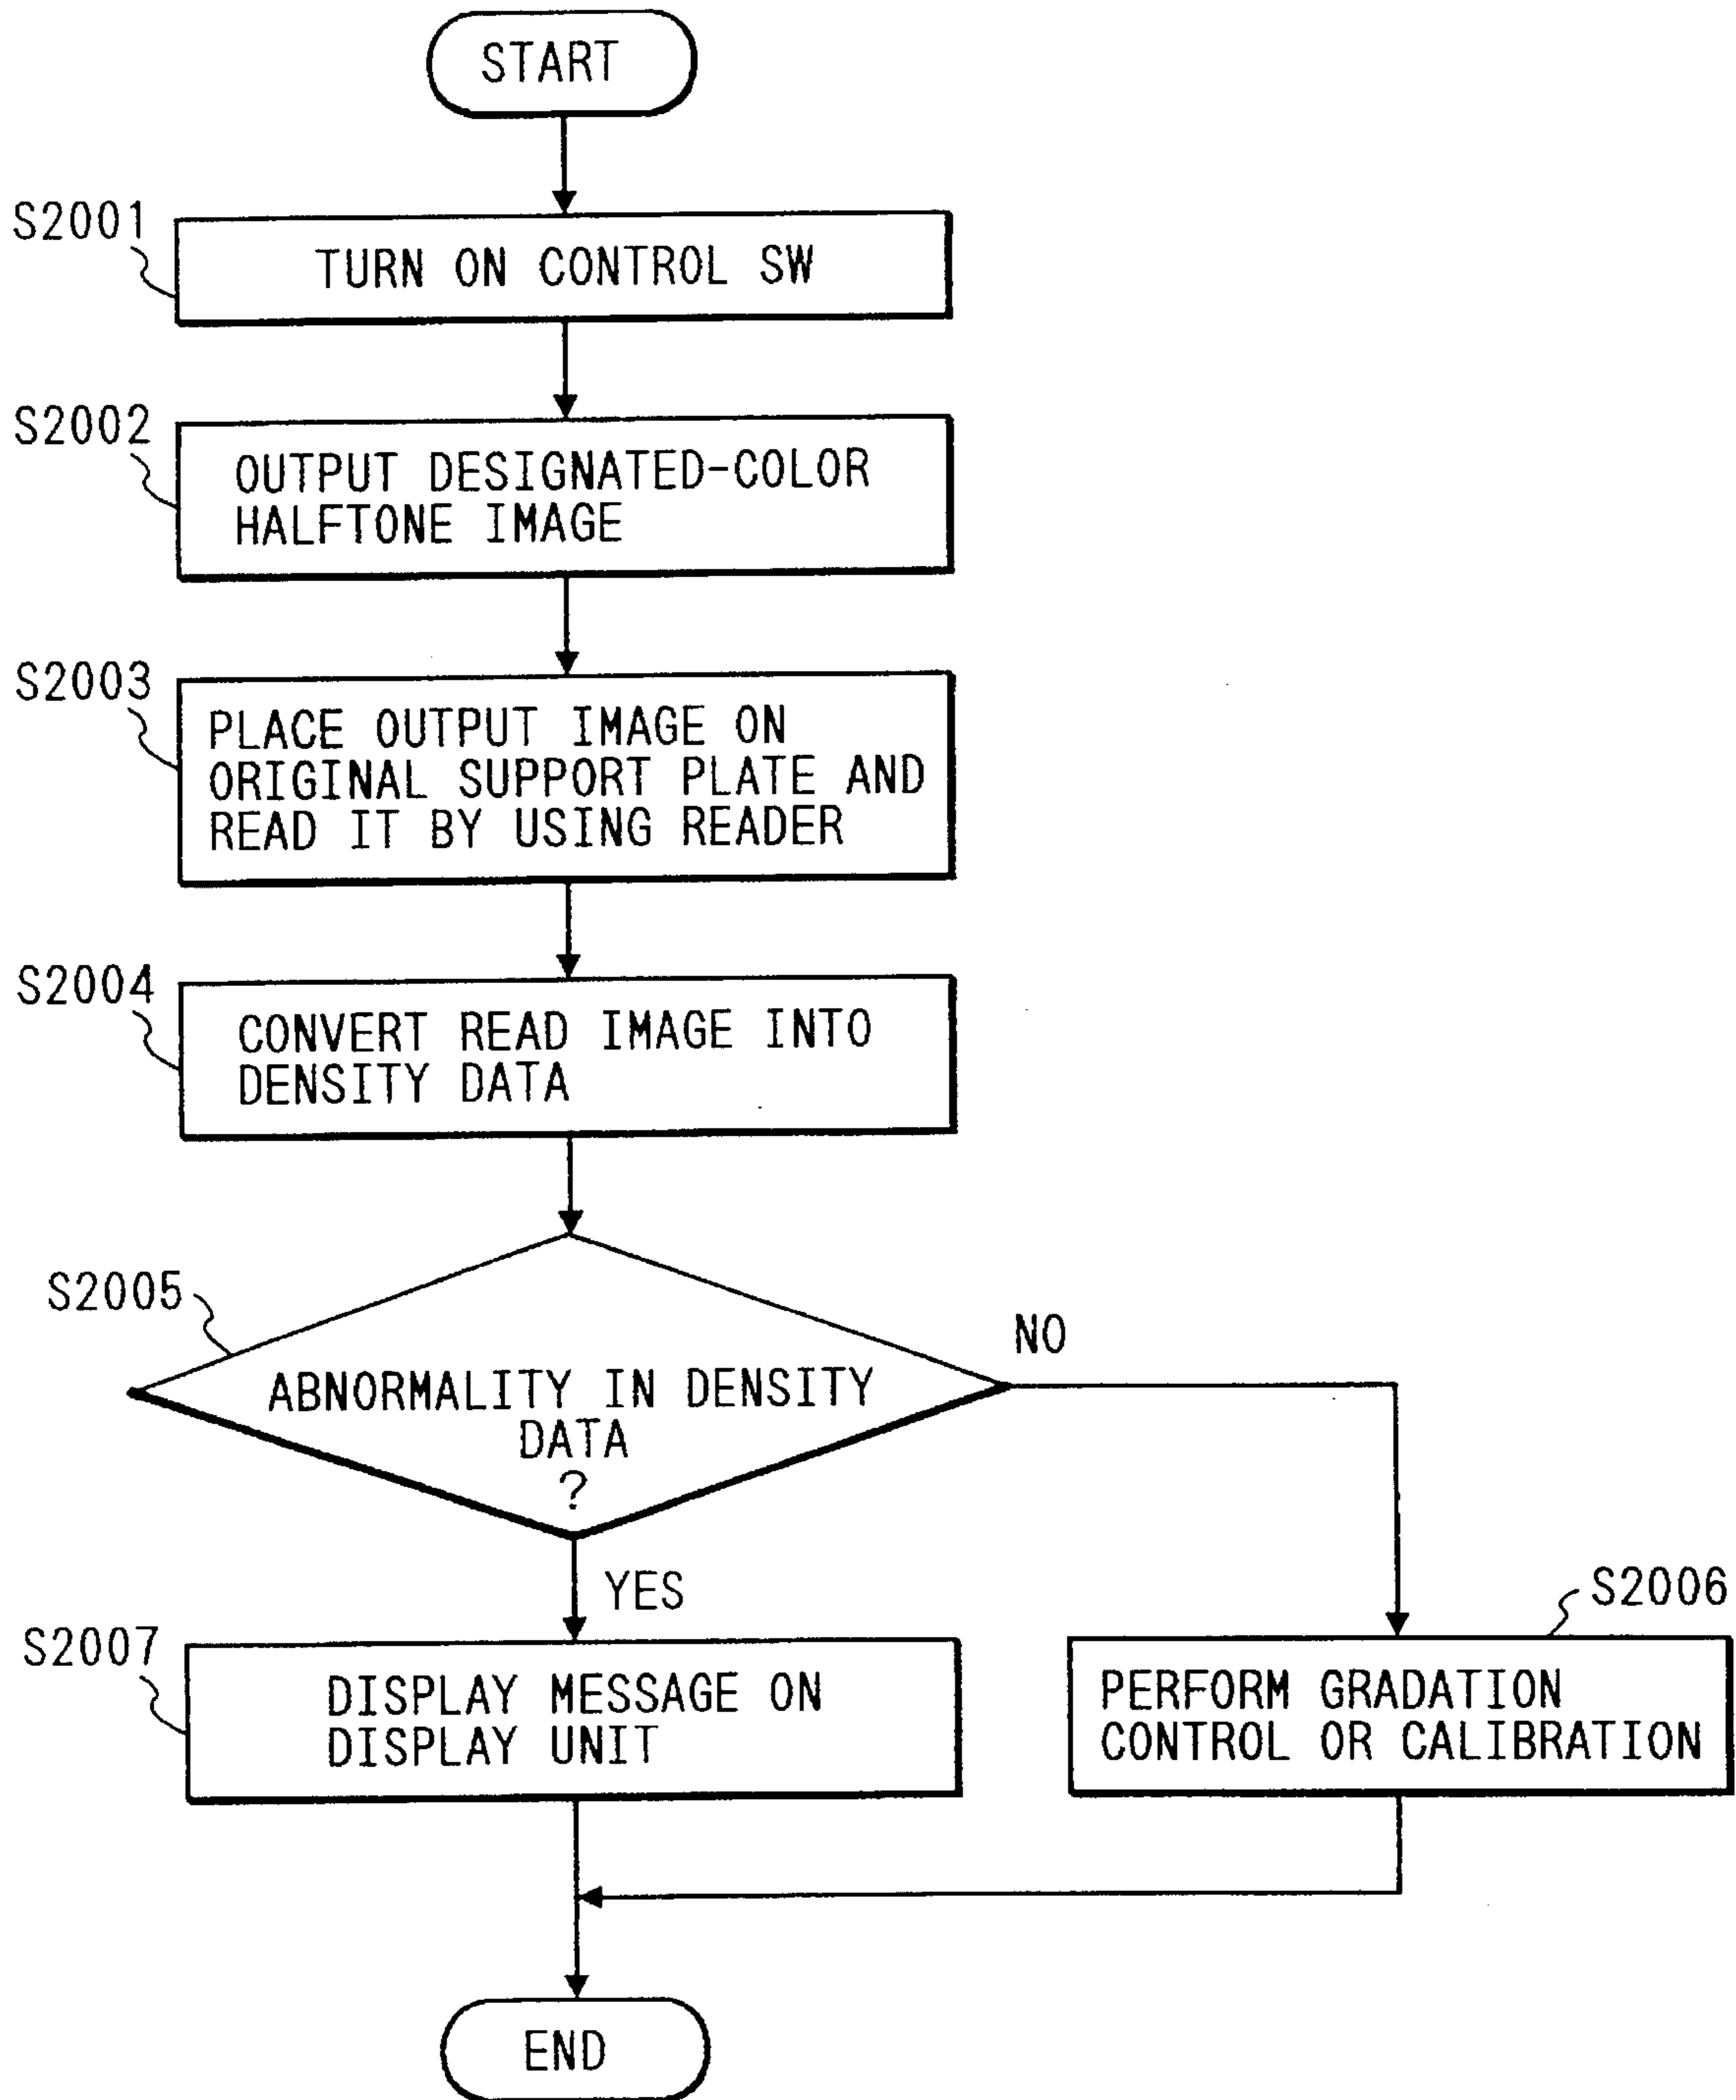 START
S2001
TURN ON CONTROL SW
S2002
OUTPUT DESIGNATED-COLOR
HALFTONE IMAGE
S2003
PLACE OUTPUT IMAGE ON
ORIGINAL SUPPORT PLATE AND
READ IT BY USING READER
S2004
CONVERT READ IMAGE INTO
DENSITY DATA
S2005
NO
ABNORMALITY IN DENSITY
DATA
?
YES
S2007
DISPLAY MESSAGE ON
DISPLAY UNIT
S2006
PERFORM GRADATION
CONTROL OR CALIBRATION
END